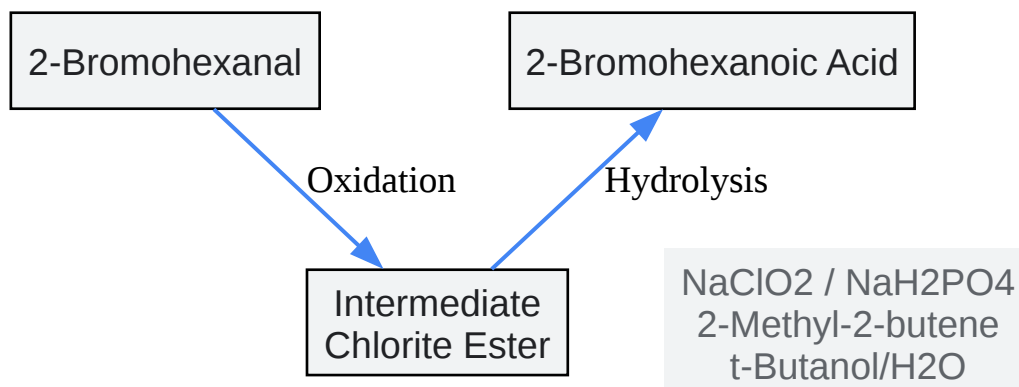 2-Bromohexanal
2-Bromohexanoic Acid
Oxidation
Hydrolysis
Intermediate
Chlorite Ester
NaClO2 / NaH2PO4
2-Methyl-2-butene
t-Butanol/H2O